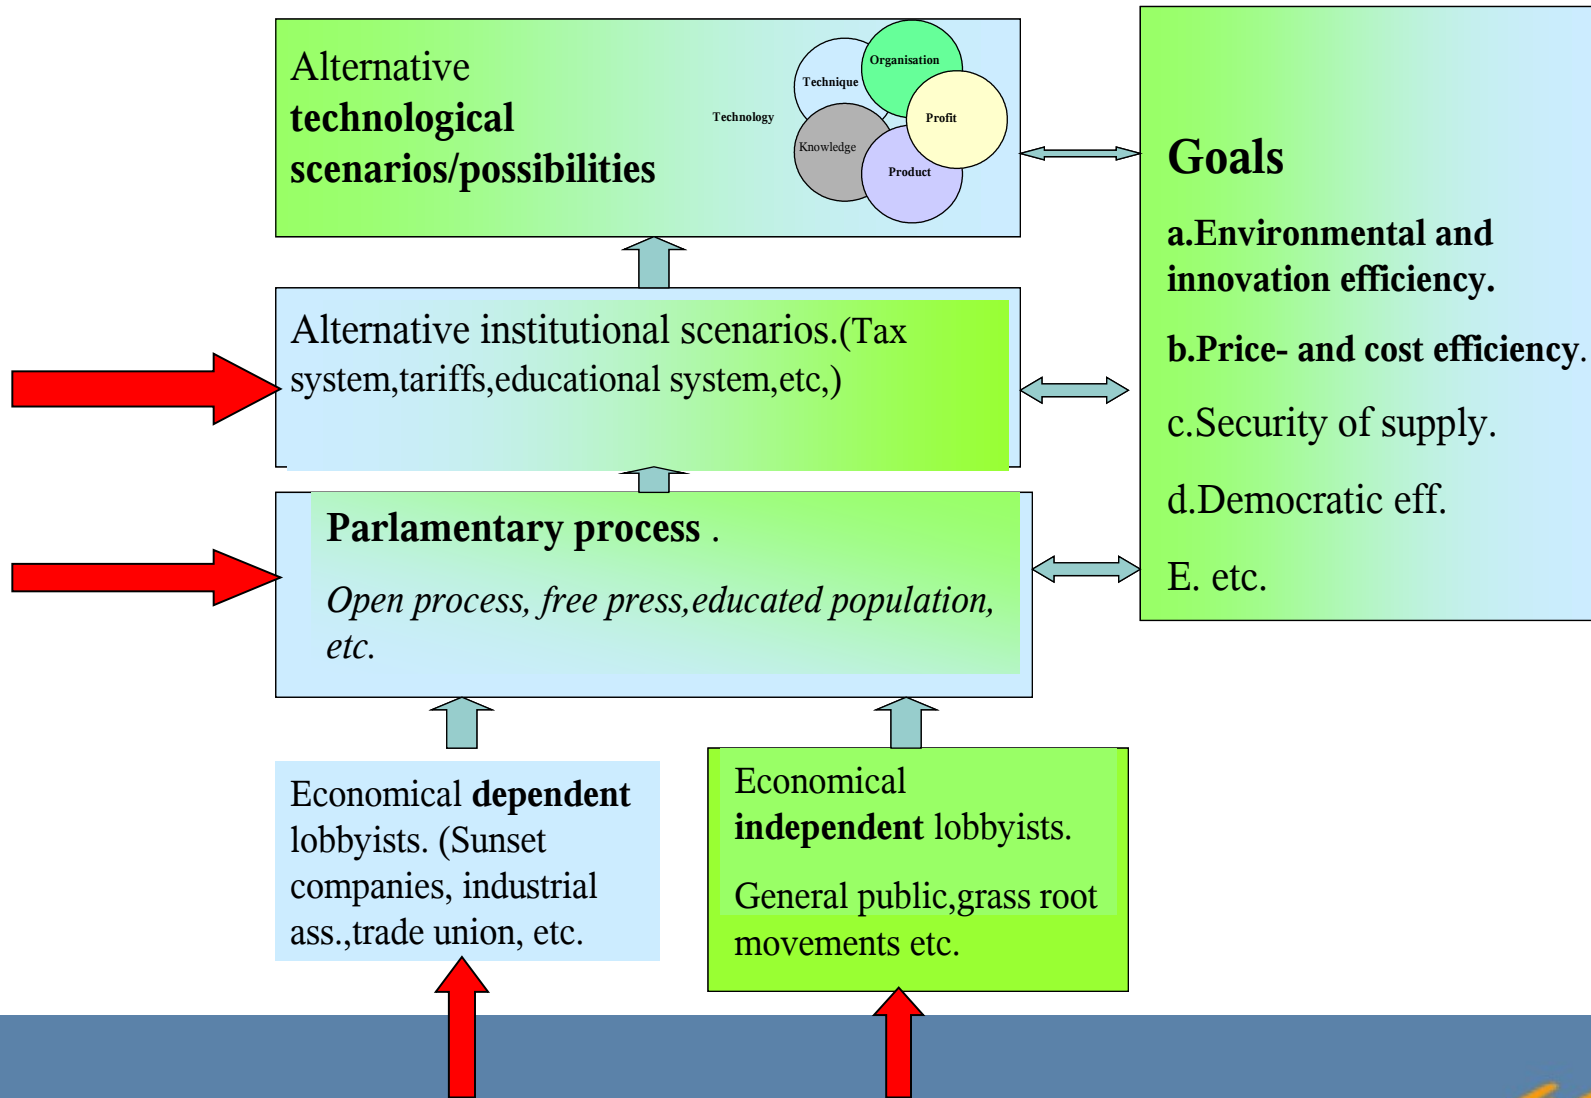 Alternative
technological
scenarios/possibilities
Technology
Technique
Organisation
Profit
Knowledge
Product
Goals
a.Environmental and
innovation efficiency.
b.Price- and cost efficiency.
c.Security of supply.
d.Democratic eff.
E. etc.
Alternative institutional scenarios.(Tax
system,tariffs,educational system,etc,)
Parlamentary process .
Open process, free press,educated population,
etc.
Economical dependent
lobbyists. (Sunset
companies, industrial
ass.,trade union, etc.
Economical
independent lobbyists.
General public,grass root
movements etc.